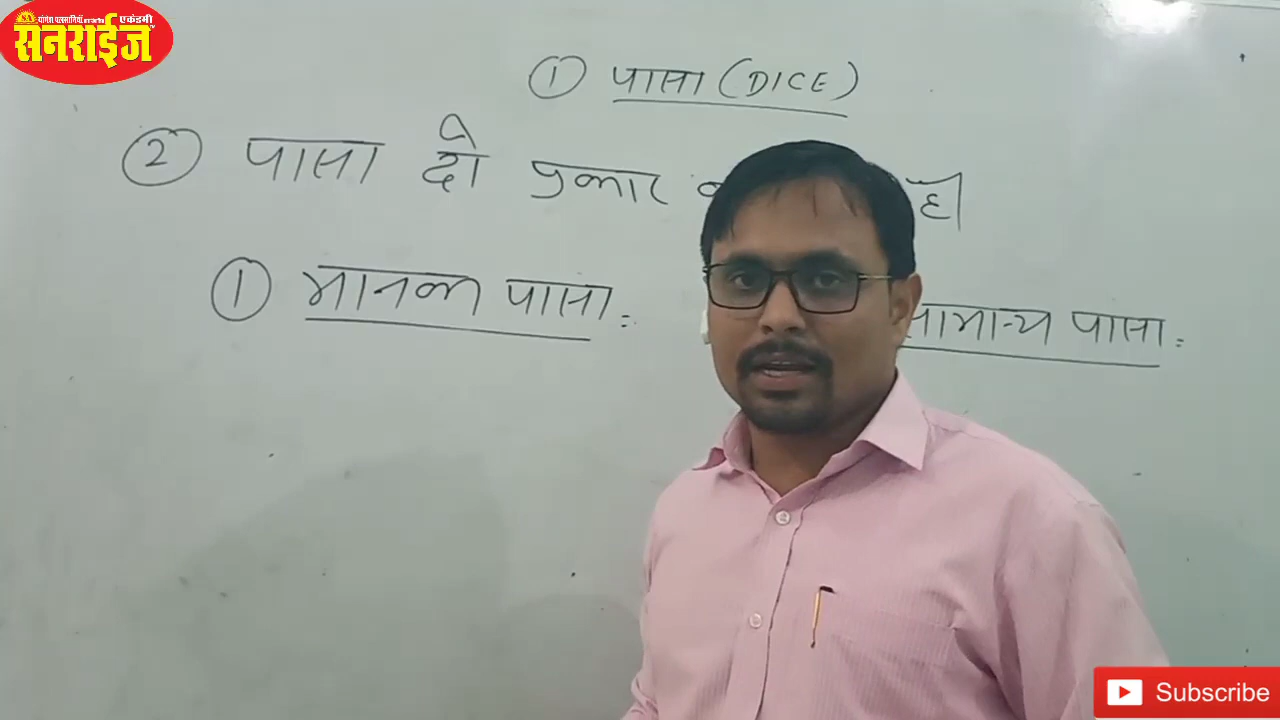 एकेडमी
सनराईज
① पासा (DICE)
② पासा दो प्रकार है
① मानक पासा : सामान्य पासा :
Subscribe